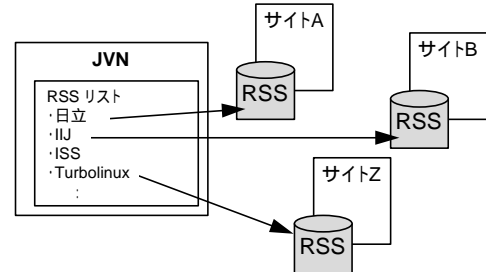 JVN
RSS リスト
・日立
・IIJ
・ISS
・Turbolinux
:
サイトA
RSS
サイトB
RSS
サイトZ
RSS